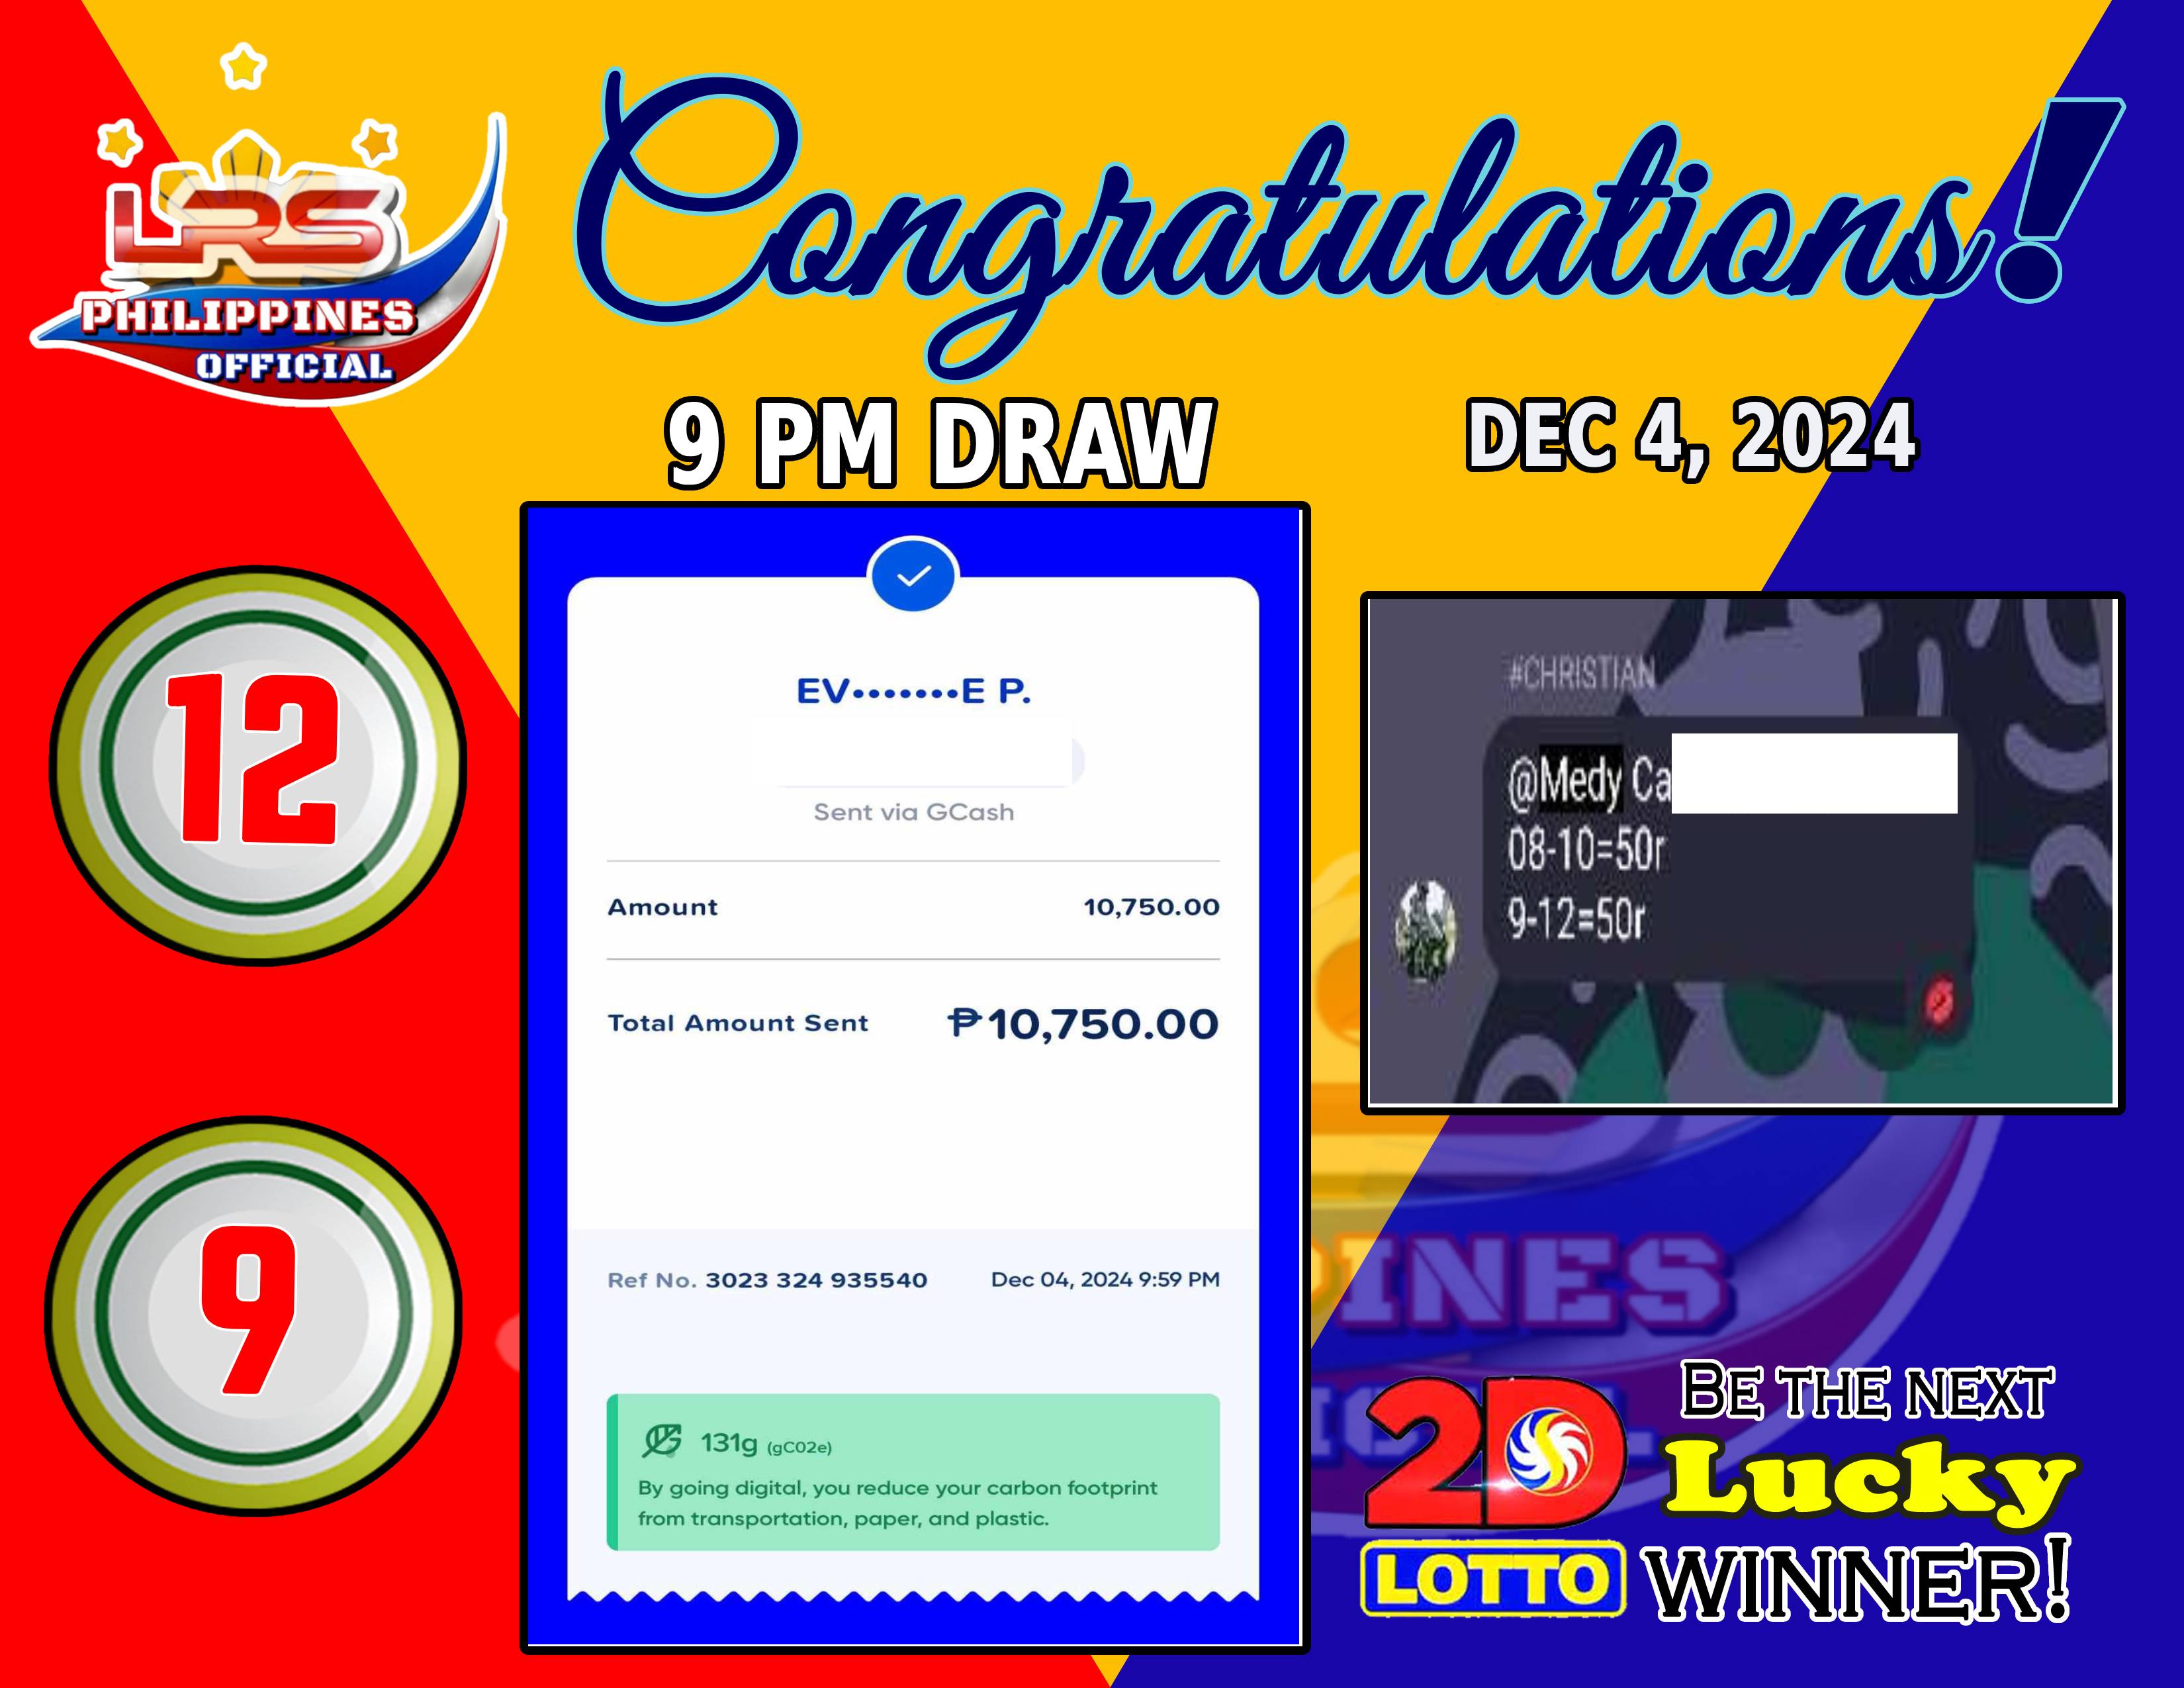 LRS
PHILIPPINES
OFFICIAL
Congratulations!
9 PM DRAW
DEC 4, 2024
12
9
EV•••••••E P.
Sent via GCash
Amount 10,750.00
Total Amount Sent ₱10,750.00
Ref No. 3023 324 935540 Dec 04, 2024 9:59 PM
131g (gCO2e)
By going digital, you reduce your carbon footprint
from transportation, paper, and plastic.
#CHRISTIAN
@Medy Ca
08-10=50r
9-12=50r
PINES
2D
LOTTO
BE THE NEXT
Lucky
WINNER!